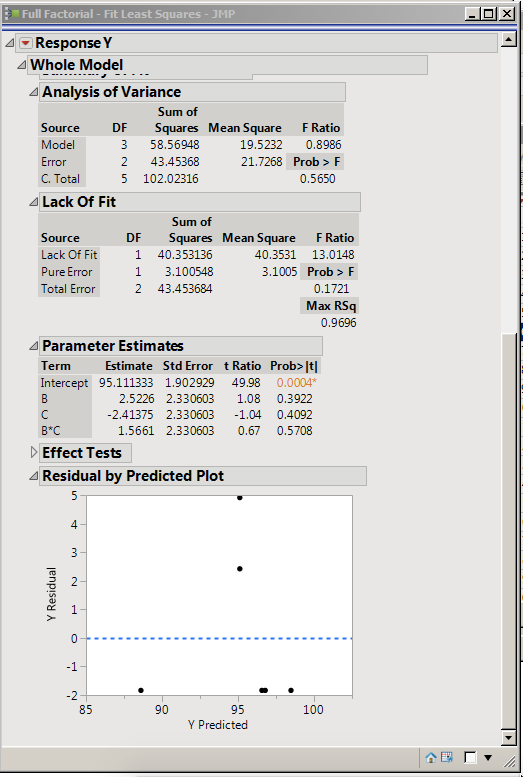 Full Factorial - Fit Least Squares - JMP
Response Y
Whole Model
Analysis of Variance
Sum of
Source DF Squares Mean Square F Ratio
Model 3 58.56948 19.5232 0.8986
Error 2 43.45368 21.7268 Prob > F
C. Total 5 102.02316 0.5650
Lack Of Fit
Sum of
Source DF Squares Mean Square F Ratio
Lack Of Fit 1 40.353136 40.3531 13.0148
Pure Error 1 3.100548 3.1005 Prob > F
Total Error 2 43.453684 0.1721
Max RSq
0.9696
Parameter Estimates
Term Estimate Std Error t Ratio Prob>|t|
Intercept 95.111333 1.902929 49.98 0.0004*
B 2.5226 2.330603 1.08 0.3922
C -2.41375 2.330603 -1.04 0.4092
B*C 1.5661 2.330603 0.67 0.5708
Effect Tests
Residual by Predicted Plot
5
4
3
2
1
0
-1
-2
Y Residual
85 90 95 100
Y Predicted